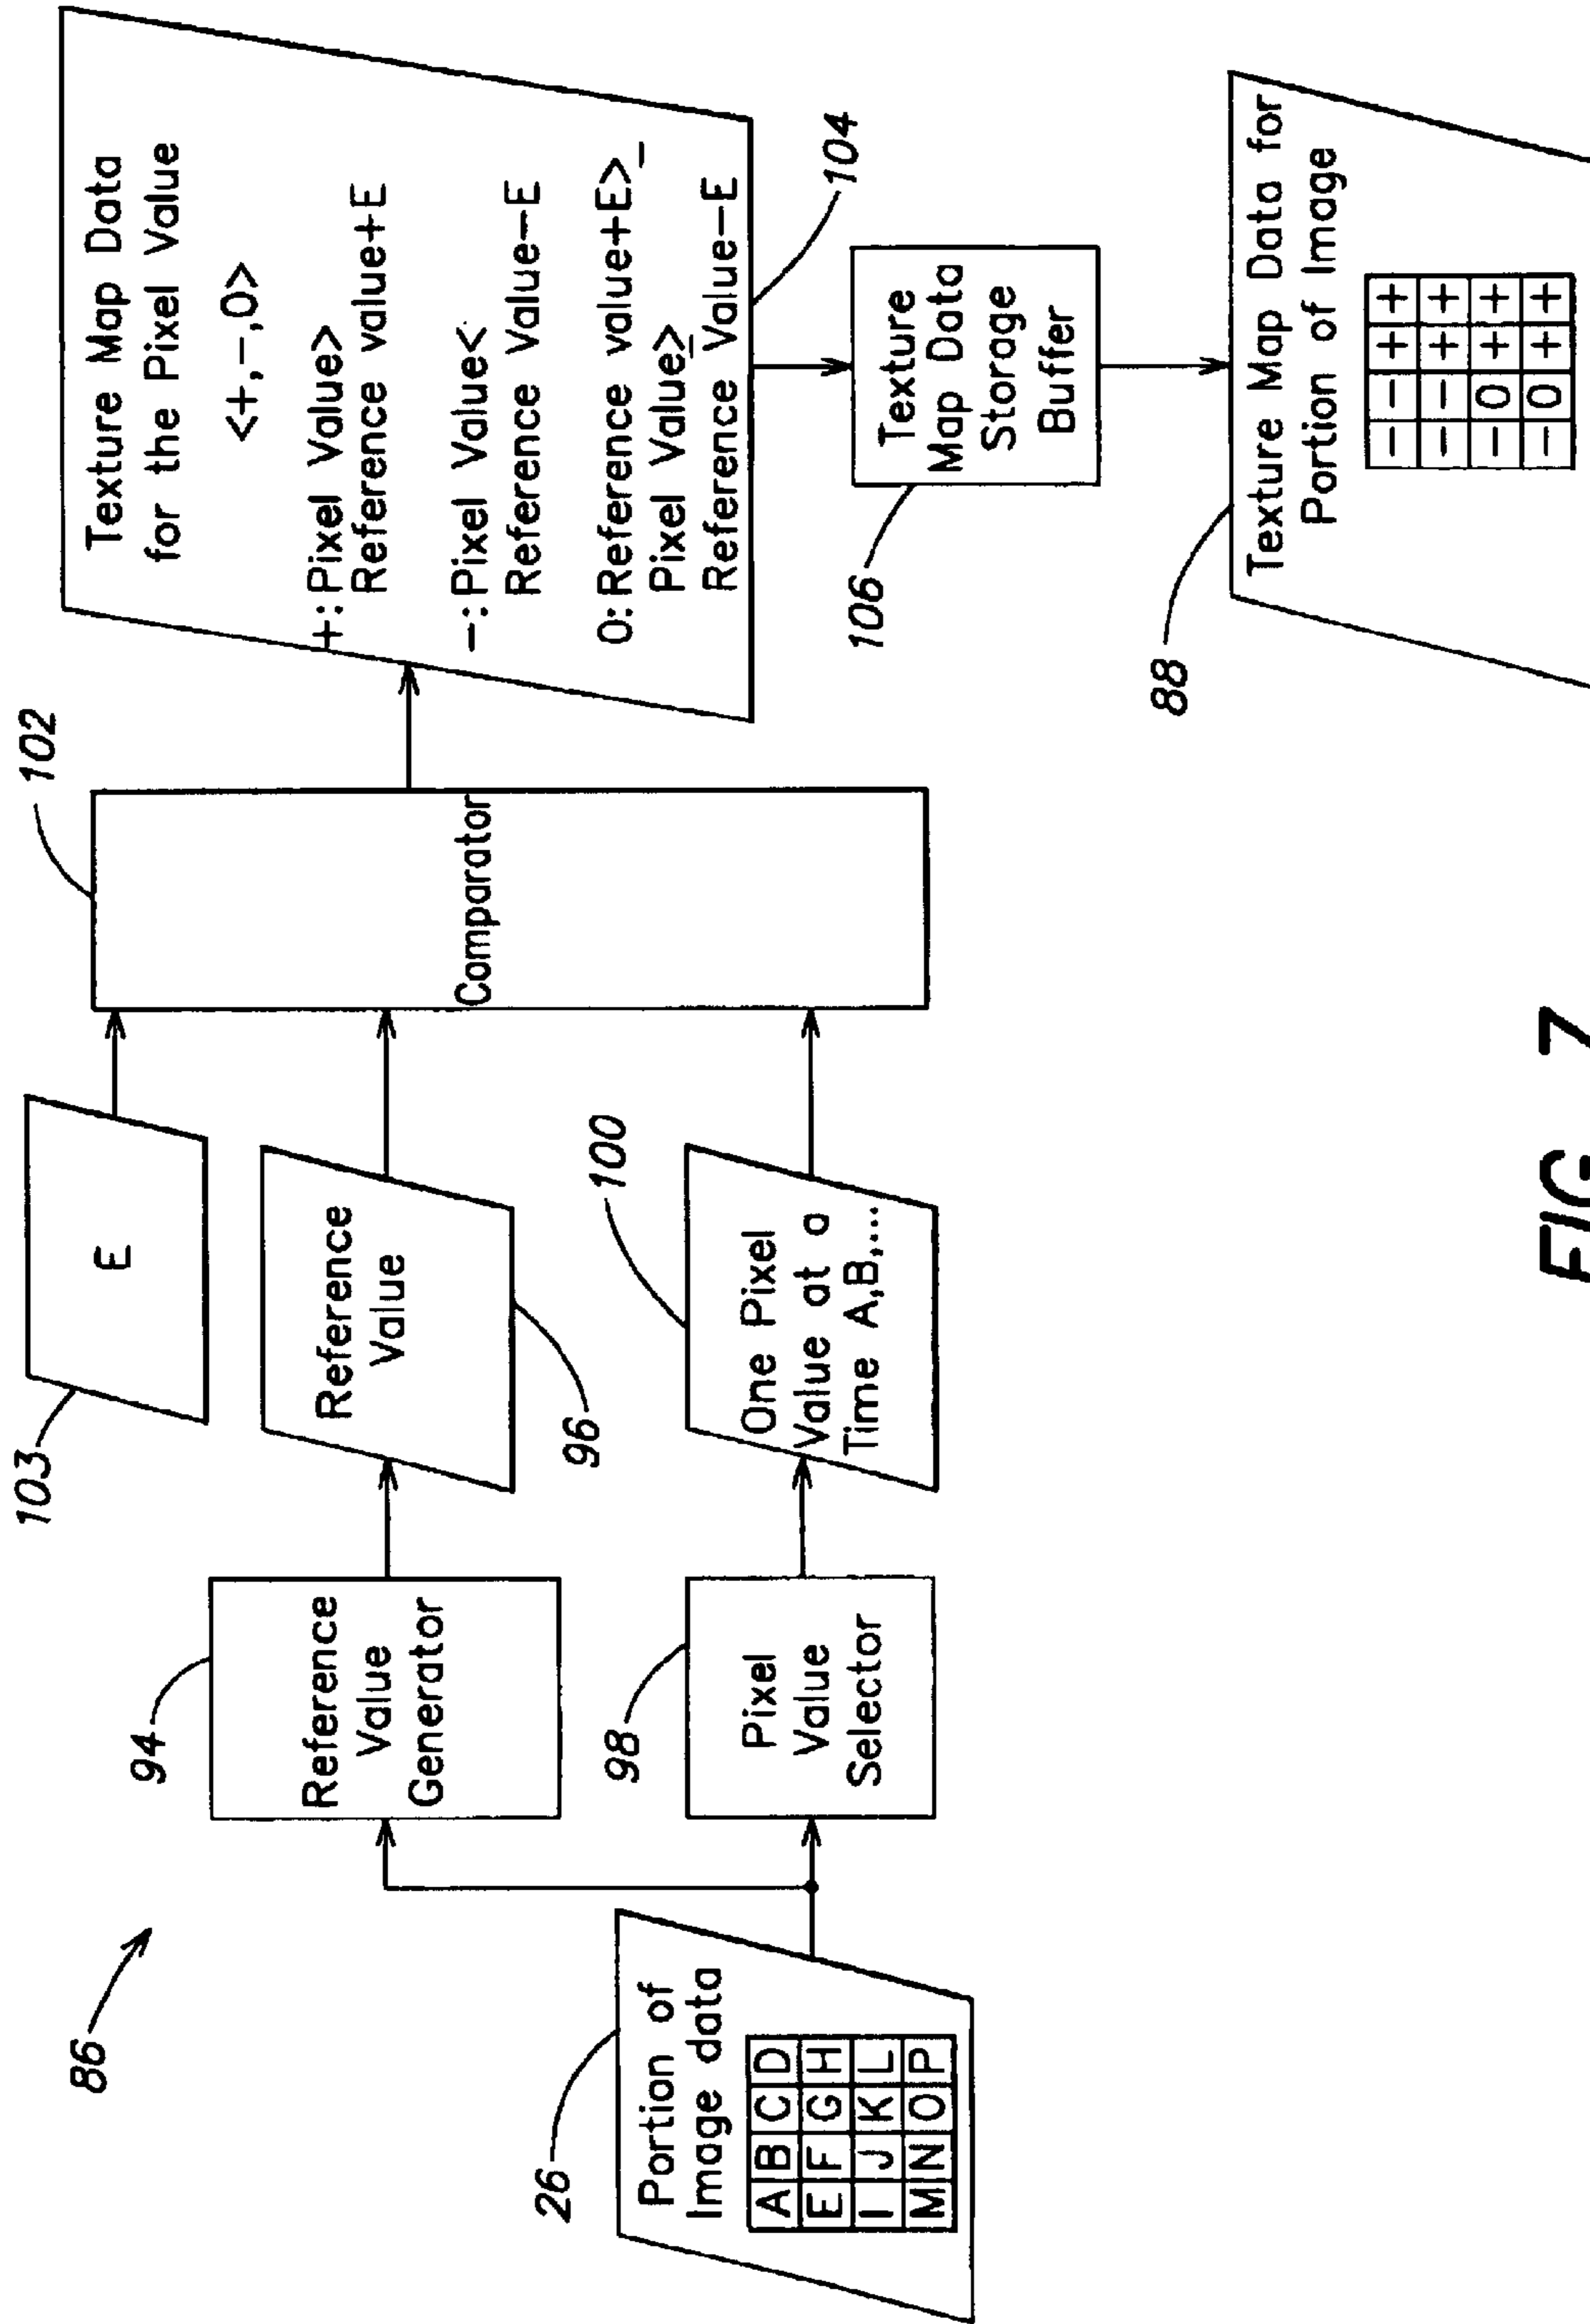 86
26
Portion of
Image data
A B C D
E F G H
I J K L
M N O P
94
Reference
Value
Generator
98
Pixel
Value
Selector
103
E
Reference
Value
96
100
One Pixel
Value at a
Time A,B,...
102
Comparator
Texture Map Data
for the Pixel Value
<+,−,0>
+:Pixel Value>
Reference value+E
−:Pixel Value<
Reference Value−E
0:Reference value+E≥
Pixel Value≥
Reference Value−E
104
106
Texture
Map Data
Storage
Buffer
88
Texture Map Data for
Portion of Image
− − + +
− − + +
− 0 + +
− 0 + +
FIG. 7